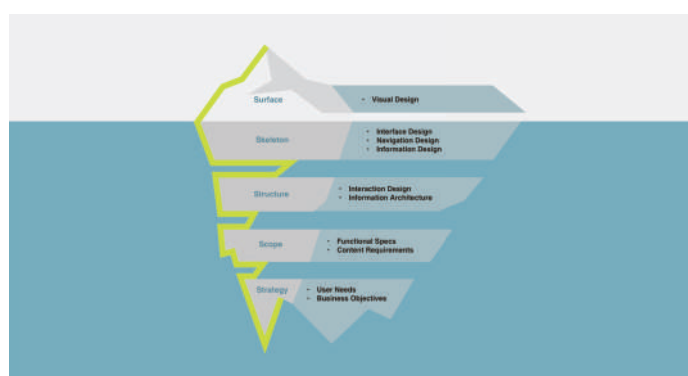 Surface
• Visual Design
Skeleton
• Interface Design
• Navigation Design
• Information Design
Structure
• Interaction Design
• Information Architecture
Scope
• Functional Specs
• Content Requirements
Strategy
• User Needs
• Business Objectives